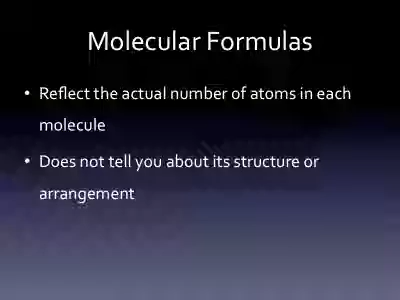 Molecular Formulas
• Reflect the actual number of atoms in each
molecule
• Does not tell you about its structure or
arrangement